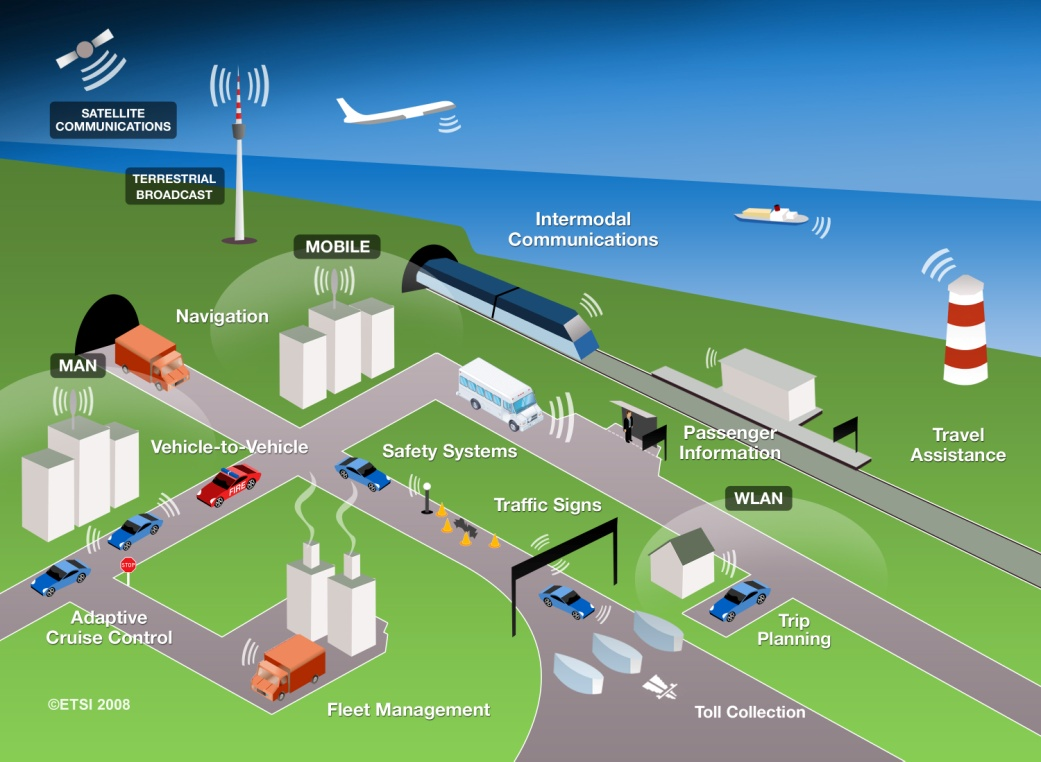 SATELLITE
COMMUNICATIONS
TERRESTRIAL
BROADCAST
Intermodal
Communications
MOBILE
Navigation
MAN
Vehicle-to-Vehicle
Safety Systems
Passenger
Information
Travel
Assistance
FIRE
Traffic Signs
WLAN
STOP
Adaptive
Cruise Control
Trip
Planning
©ETSI 2008
Fleet Management
Toll Collection